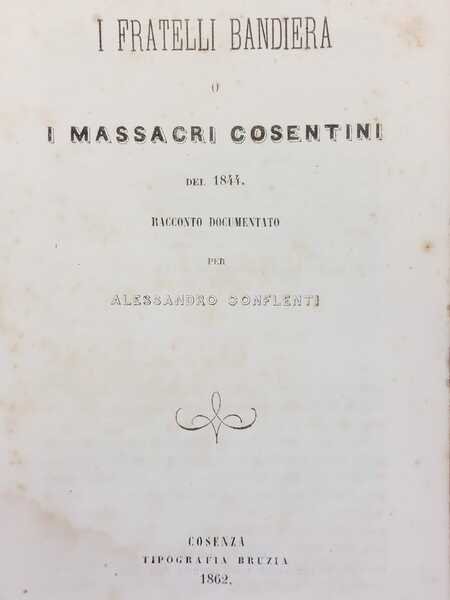 I FRATELLI BANDIERA
O
I MASSACRI COSENTINI
DEL 1844.
RACCONTO DOCUMENTATO
PER
ALESSANDRO CONFLENTI
COSENZA
TIPOGRAFIA BRUZIA
1862.